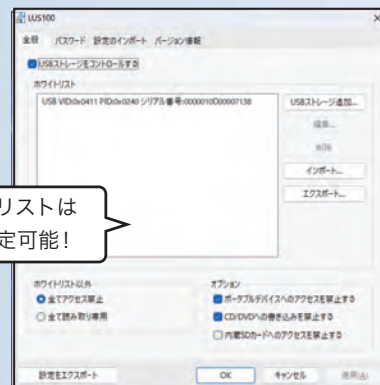 LUS100
全般 パスワード 設定のインポート バージョン情報
USBストレージをコントロールする
ホワイトリスト
USB VID:0x0411 PID:0x0240 シリアル番号:0000010D00007138
USBストレージ追加...
編集...
削除
インポート...
エクスポート...
リストは
定可能!
ホワイトリスト以外
全てアクセス禁止
全て読み取り専用
オプション
ポータブルデバイスへのアクセスを禁止する
CD/DVDへの書き込みを禁止する
内蔵SDカードへのアクセスを禁止する
設定をエクスポート
OK キャンセル 適用(A)